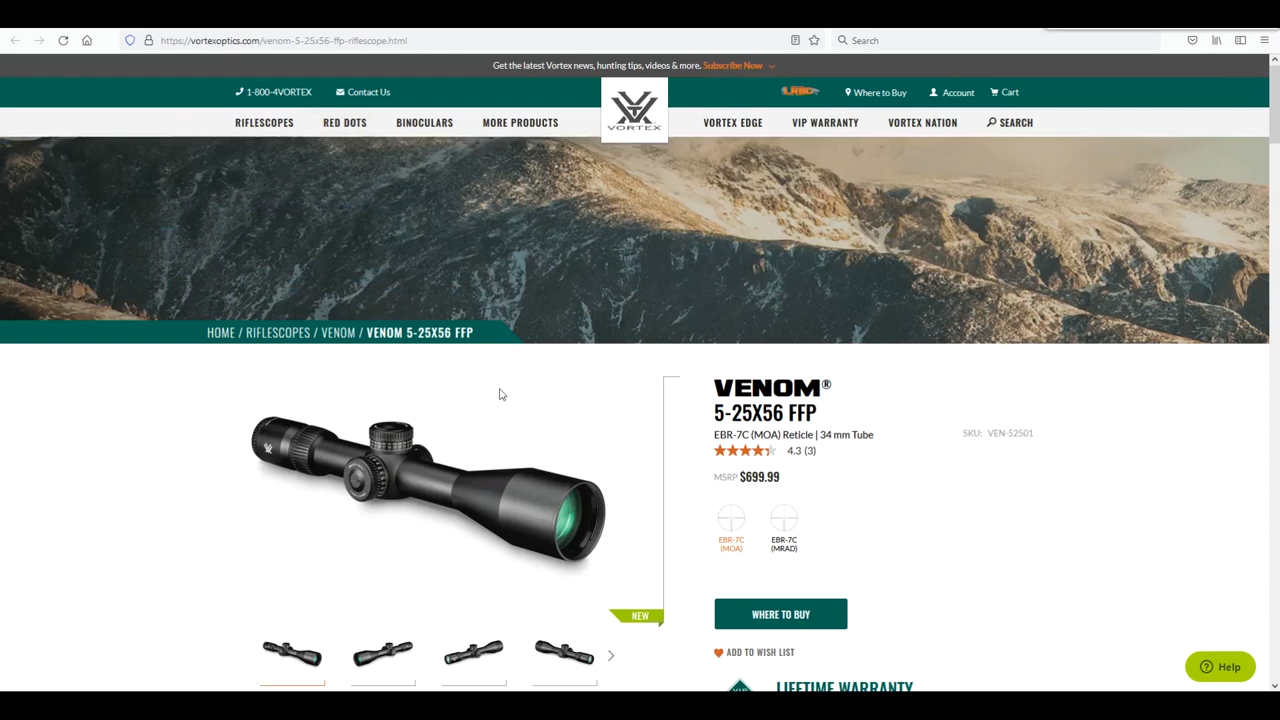 https://vortexoptics.com/venom-5-25x56-ffp-riflescope.html
Search
Get the latest Vortex news, hunting tips, videos & more. Subscribe Now
1-800-4VORTEX
Contact Us
LRBC
Where to Buy
Account
Cart
RIFLESCOPES
RED DOTS
BINOCULARS
MORE PRODUCTS
VORTEX
VORTEX EDGE
VIP WARRANTY
VORTEX NATION
SEARCH
HOME / RIFLESCOPES / VENOM / VENOM 5-25X56 FFP
VENOM®
5-25X56 FFP
EBR-7C (MOA) Reticle | 34 mm Tube
SKU: VEN-52501
4.3 (3)
MSRP $699.99
EBR-7C
(MOA)
EBR-7C
(MRAD)
NEW
WHERE TO BUY
ADD TO WISH LIST
Help
VIP
LIFETIME WARRANTY